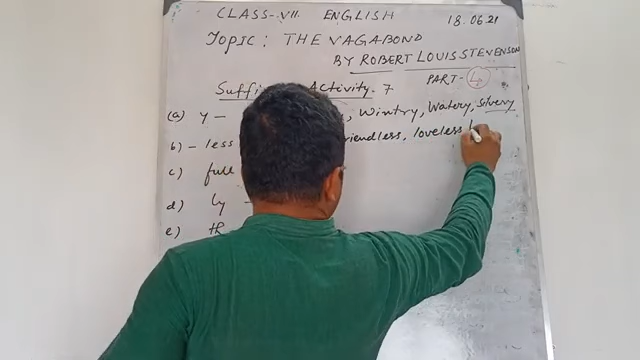 CLASS-VII ENGLISH 18.06.21
Topic: THE VAGABOND
BY ROBERT LOUIS STEVENSON
PART-4
Suffix Activity. 7
(a) y - , Wintry, Watery, Silvery
b) - less friendless, loveless
c) full
d) ly -
e) th